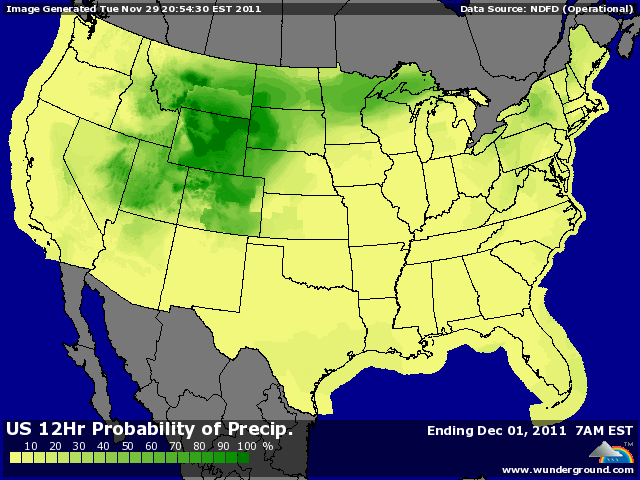 Image Generated Tue Nov 29 20:54:30 EST 2011 Data Source: NDFD (Operational)
US 12Hr Probability of Precip. Ending Dec 01, 2011 7AM EST
10 20 30 40 50 60 70 80 90 100 %
TM
www.wunderground.com